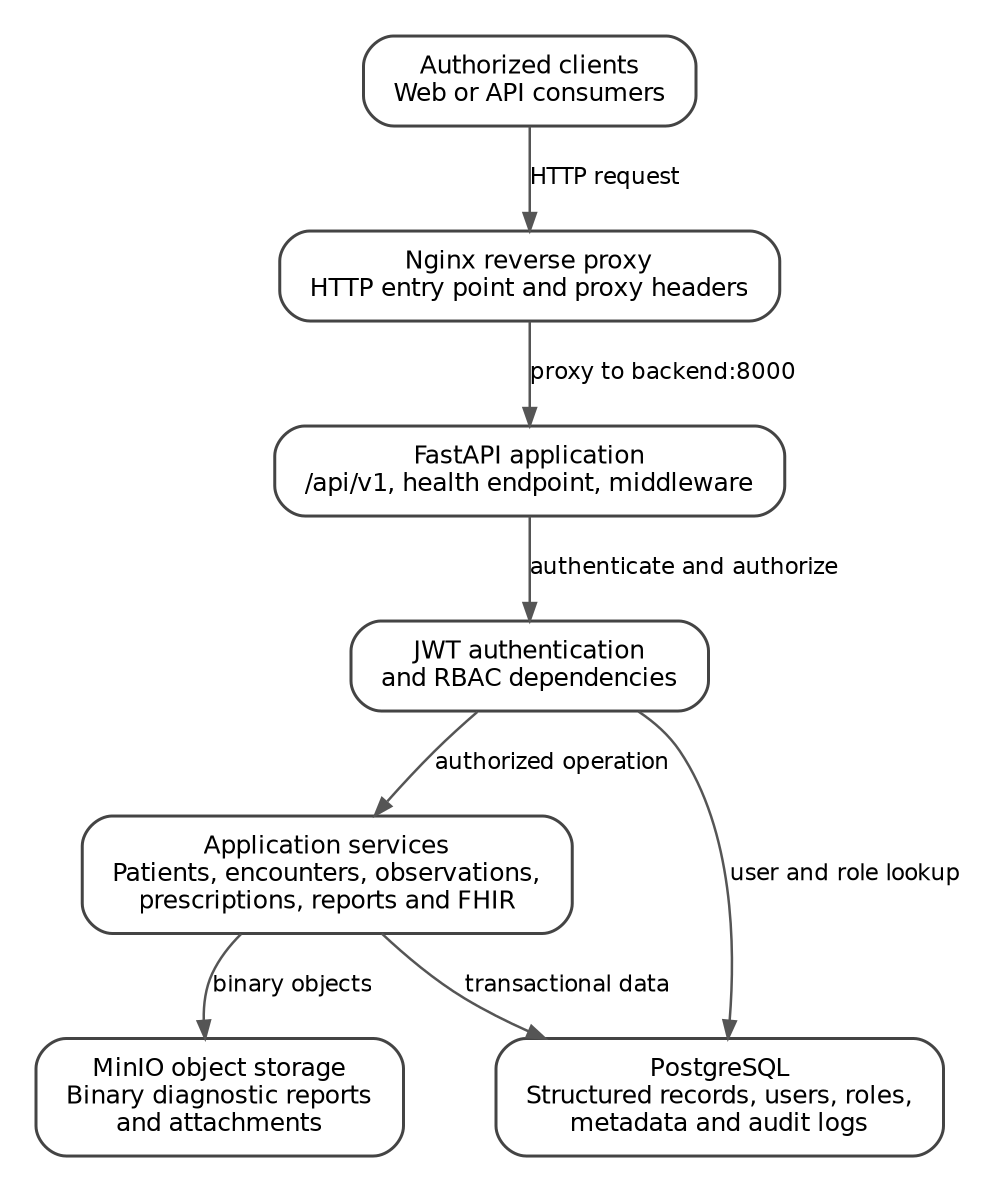 Authorized clients
Web or API consumers
HTTP request
Nginx reverse proxy
HTTP entry point and proxy headers
proxy to backend:8000
FastAPI application
/api/v1, health endpoint, middleware
authenticate and authorize
JWT authentication
and RBAC dependencies
authorized operation
Application services
Patients, encounters, observations,
prescriptions, reports and FHIR
user and role lookup
binary objects
transactional data
MinIO object storage
Binary diagnostic reports
and attachments
PostgreSQL
Structured records, users, roles,
metadata and audit logs